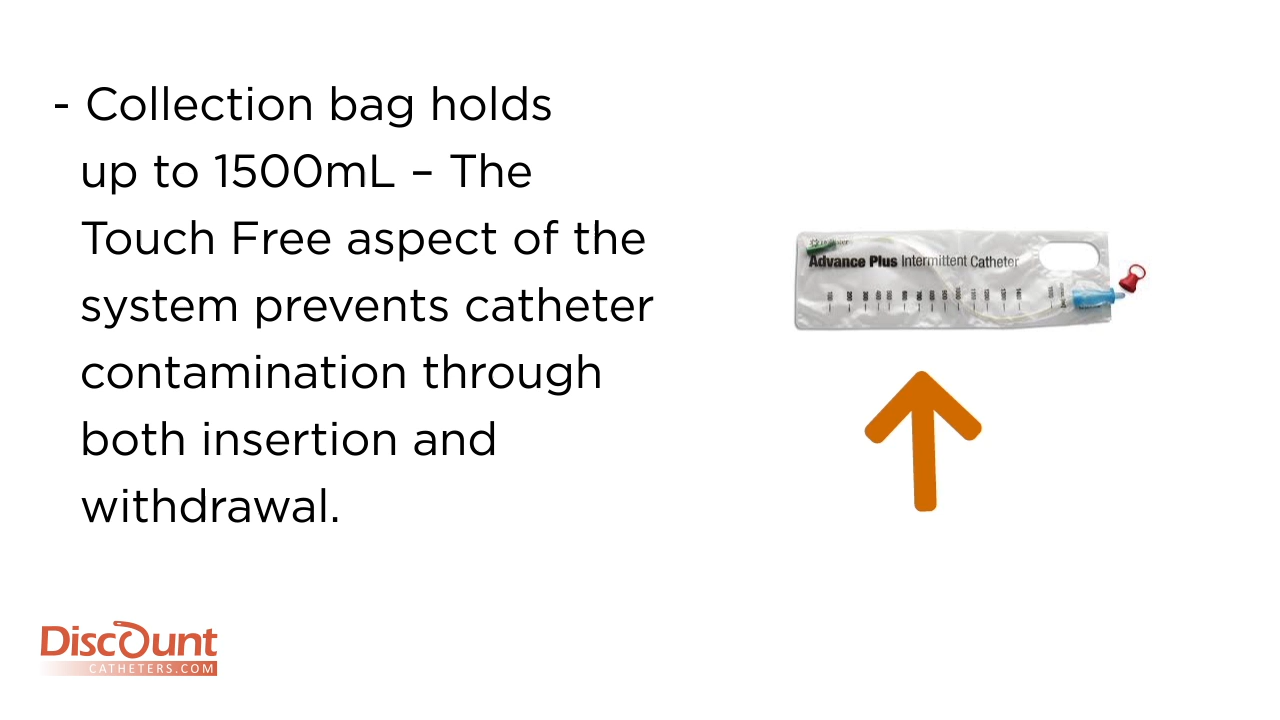 - Collection bag holds
up to 1500mL – The
Touch Free aspect of the
system prevents catheter
contamination through
both insertion and
withdrawal.
Advance Plus Intermittent Catheter
Discount
CATHETERS.COM